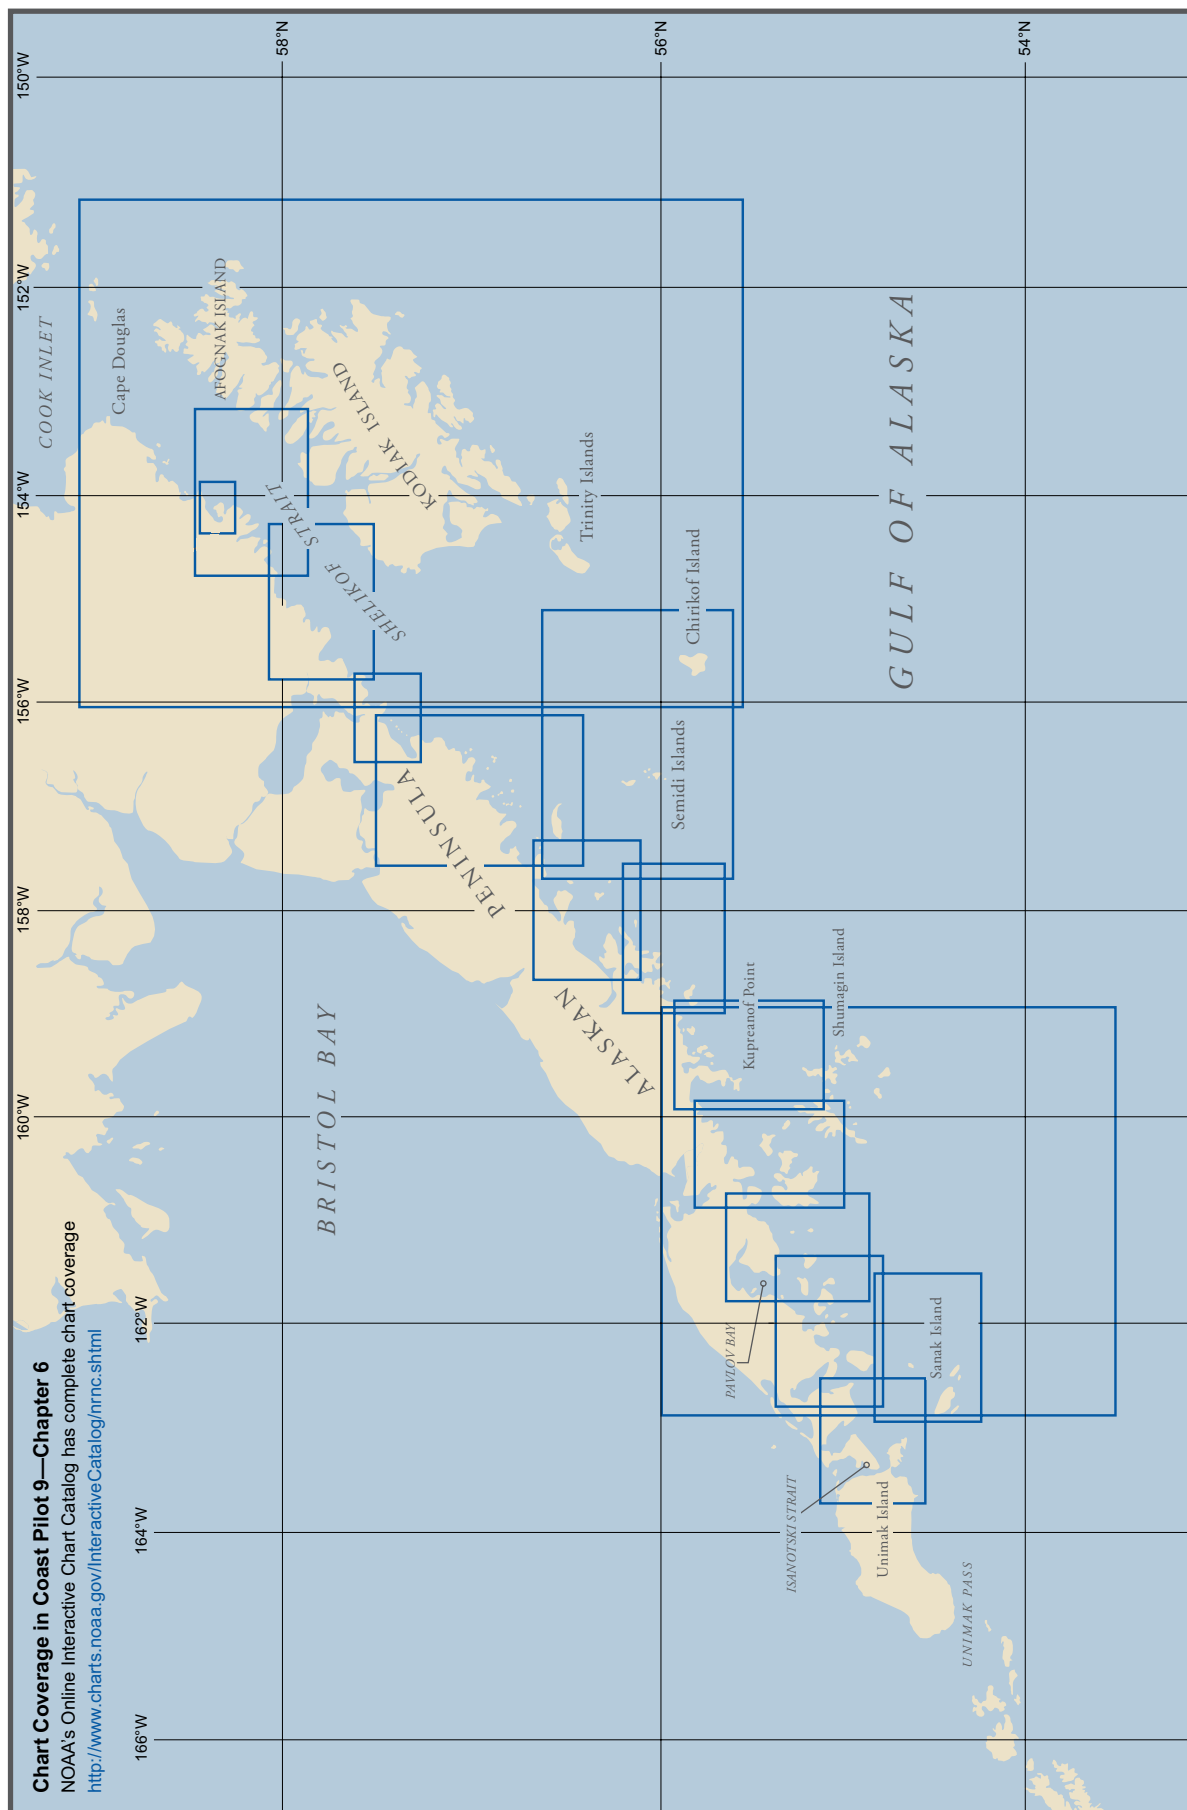 Chart Coverage in Coast Pilot 9—Chapter 6
NOAA's Online Interactive Chart Catalog has complete chart coverage
http://www.charts.noaa.gov/InteractiveCatalog/nrnc.shtml
166°W
164°W
162°W
160°W
158°W
156°W
154°W
152°W
150°W
58°N
56°N
54°N
COOK INLET
Cape Douglas
AFOGNAK ISLAND
KODIAK ISLAND
SHELIKOF STRAIT
Trinity Islands
Chirikof Island
Semidi Islands
BRISTOL BAY
ALASKAN PENINSULA
GULF OF ALASKA
Kupreanof Point
Shumagin Island
PAVLOV BAY
Sanak Island
ISANOTSKI STRAIT
Unimak Island
UNIMAK PASS